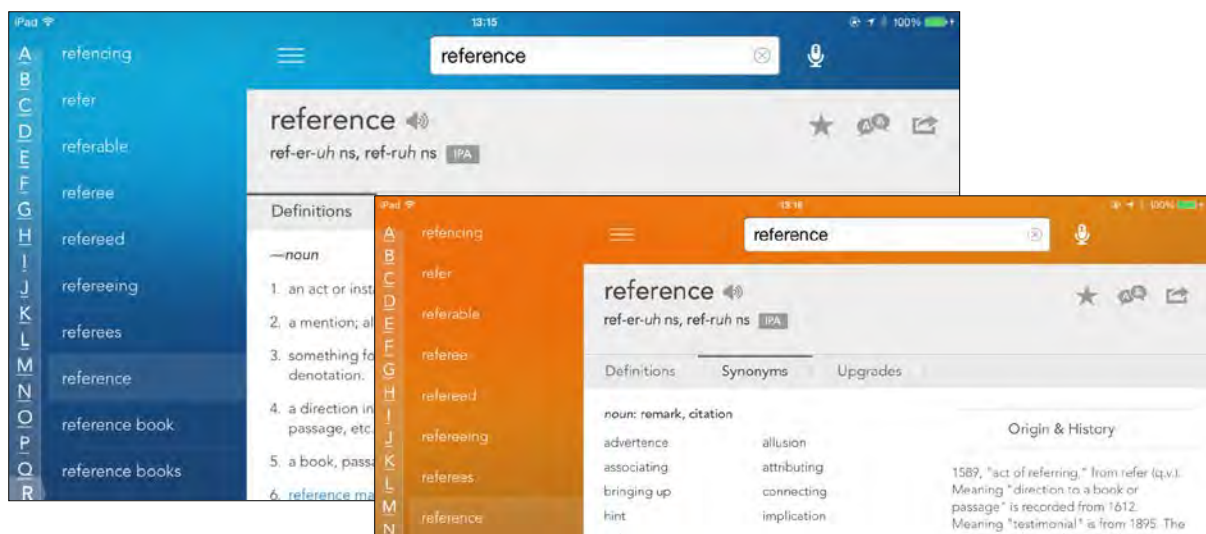 iPad
13:15
100%
A
B
C
D
E
F
G
H
I
J
K
L
M
N
O
P
Q
R
refencing
refer
referable
referee
refereed
refereeing
referees
reference
reference book
reference books
reference
reference
ref-er-uh ns, ref-ruh ns IPA
Definitions
—noun
1. an act or inst
2. a mention; al
3. something fo
denotation.
4. a direction in
passage, etc.
5. a book, passa
6. reference ma
iPad
13:16
100%
A
B
C
D
E
F
G
H
I
J
K
L
M
N
refencing
refer
referable
referee
refereed
refereeing
referees
reference
reference
reference
ref-er-uh ns, ref-ruh ns IPA
Definitions Synonyms Upgrades
noun: remark, citation
advertence allusion
associating attributing
bringing up connecting
hint implication
Origin & History
1589, "act of referring," from refer (q.v.).
Meaning "direction to a book or
passage" is recorded from 1612.
Meaning "testimonial" is from 1895. The